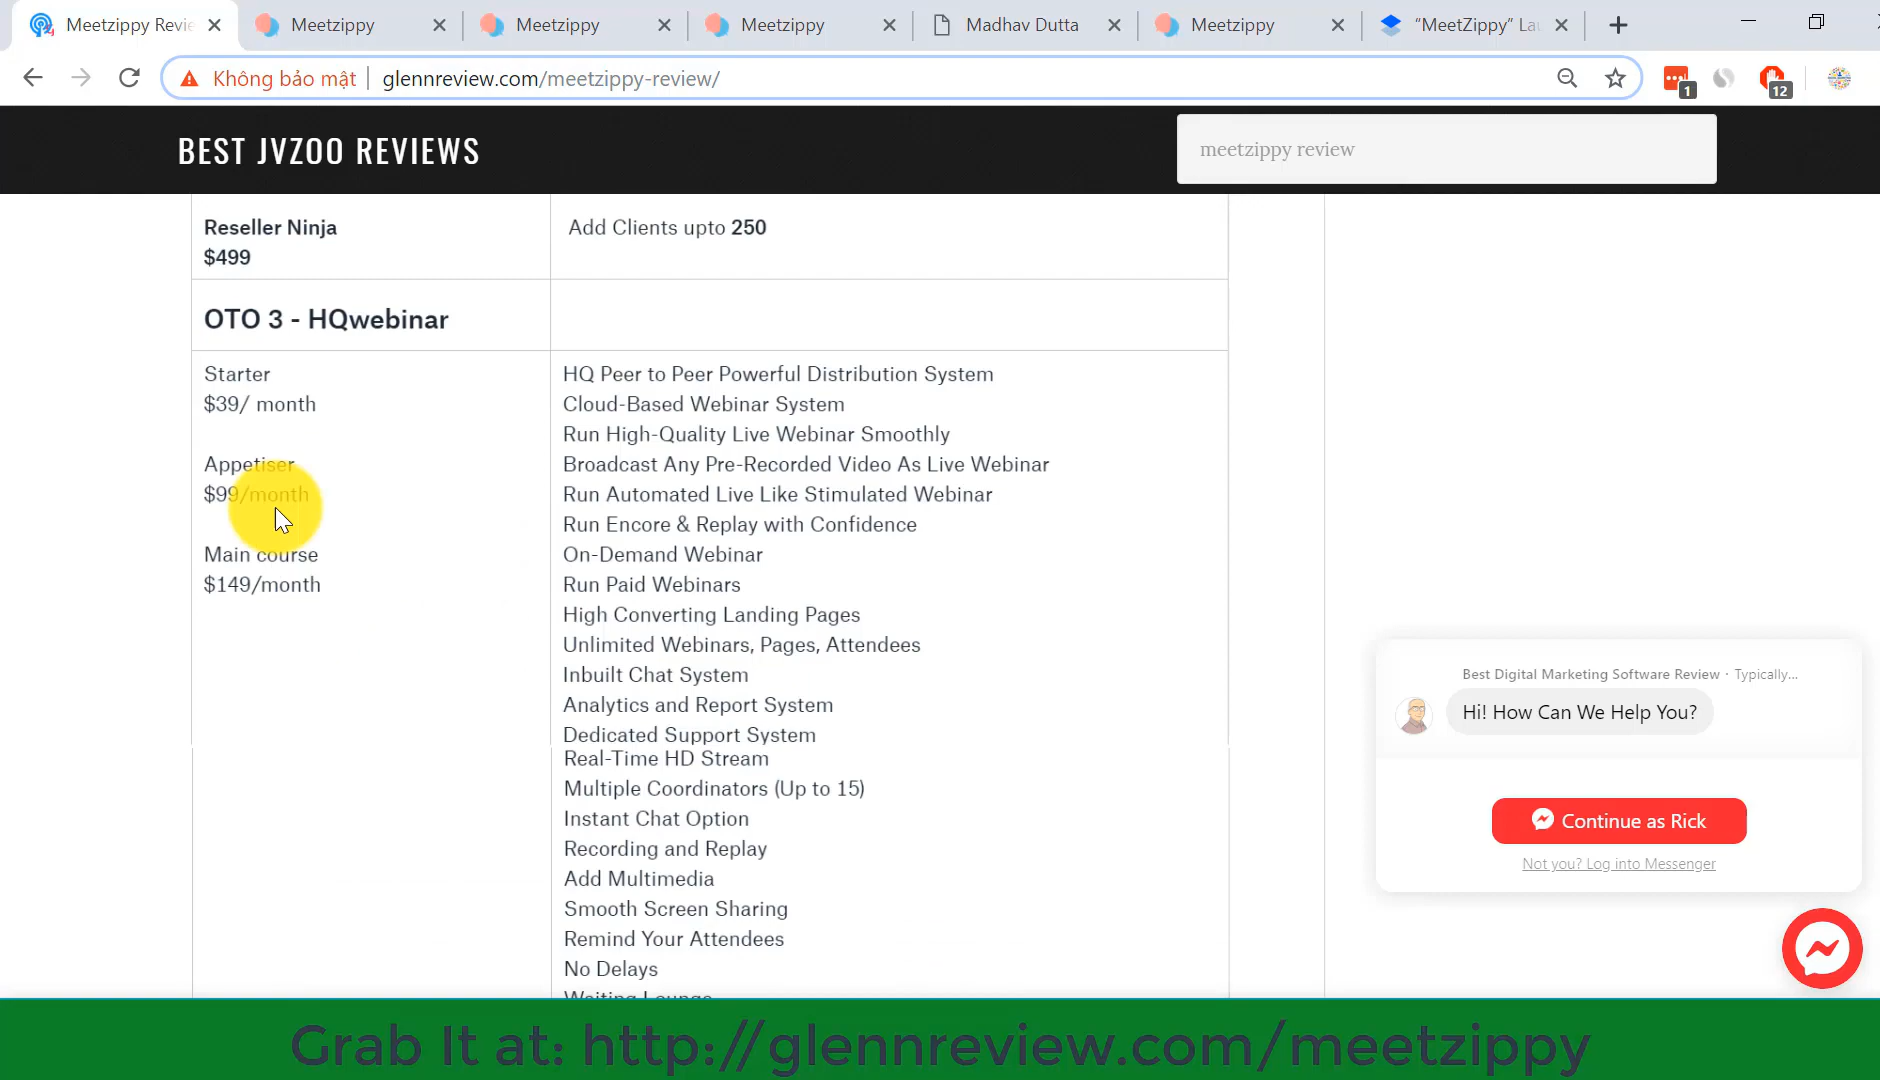 Meetzippy Revie
Meetzippy
Meetzippy
Meetzippy
Madhav Dutta
Meetzippy
“MeetZippy” Lau
Không bảo mật
glennreview.com/meetzippy-review/
1
12
BEST JVZOO REVIEWS
meetzippy review
Reseller Ninja
$499
Add Clients upto 250
OTO 3 - HQwebinar
Starter
$39/ month
Appetiser
$99/month
Main course
$149/month
HQ Peer to Peer Powerful Distribution System
Cloud-Based Webinar System
Run High-Quality Live Webinar Smoothly
Broadcast Any Pre-Recorded Video As Live Webinar
Run Automated Live Like Stimulated Webinar
Run Encore & Replay with Confidence
On-Demand Webinar
Run Paid Webinars
High Converting Landing Pages
Unlimited Webinars, Pages, Attendees
Inbuilt Chat System
Analytics and Report System
Dedicated Support System
Real-Time HD Stream
Multiple Coordinators (Up to 15)
Instant Chat Option
Recording and Replay
Add Multimedia
Smooth Screen Sharing
Remind Your Attendees
No Delays
Waiting Lounge
Best Digital Marketing Software Review · Typically...
Hi! How Can We Help You?
Continue as Rick
Not you? Log into Messenger
Grab It at: http://glennreview.com/meetzippy